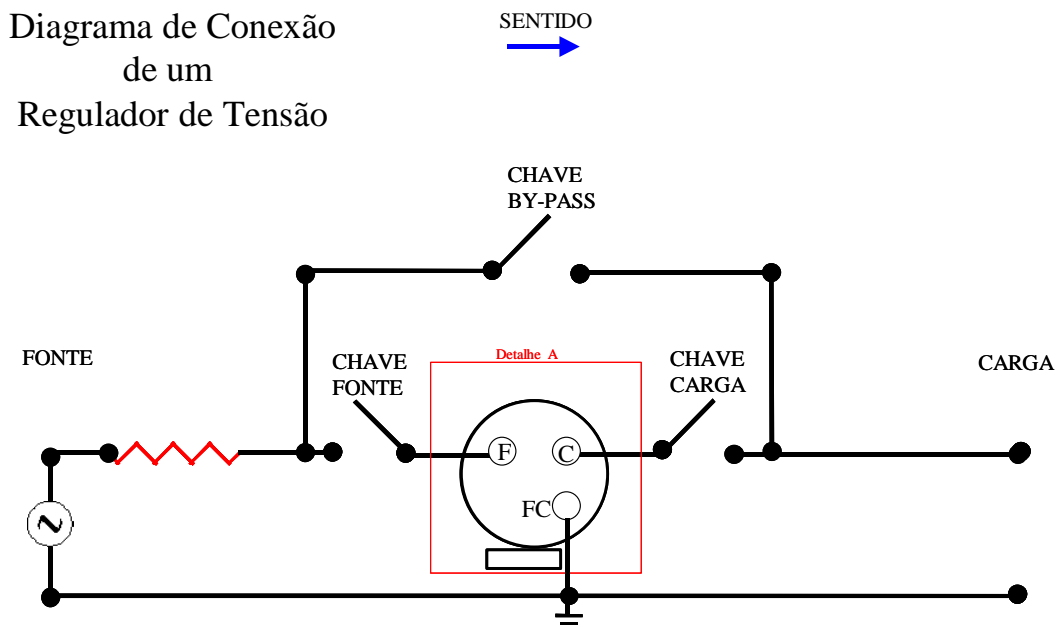 Diagrama de Conexão
de um
Regulador de Tensão
SENTIDO
CHAVE
BY-PASS
FONTE
CHAVE
FONTE
Detalhe A
CHAVE
CARGA
CARGA
F
C
FC